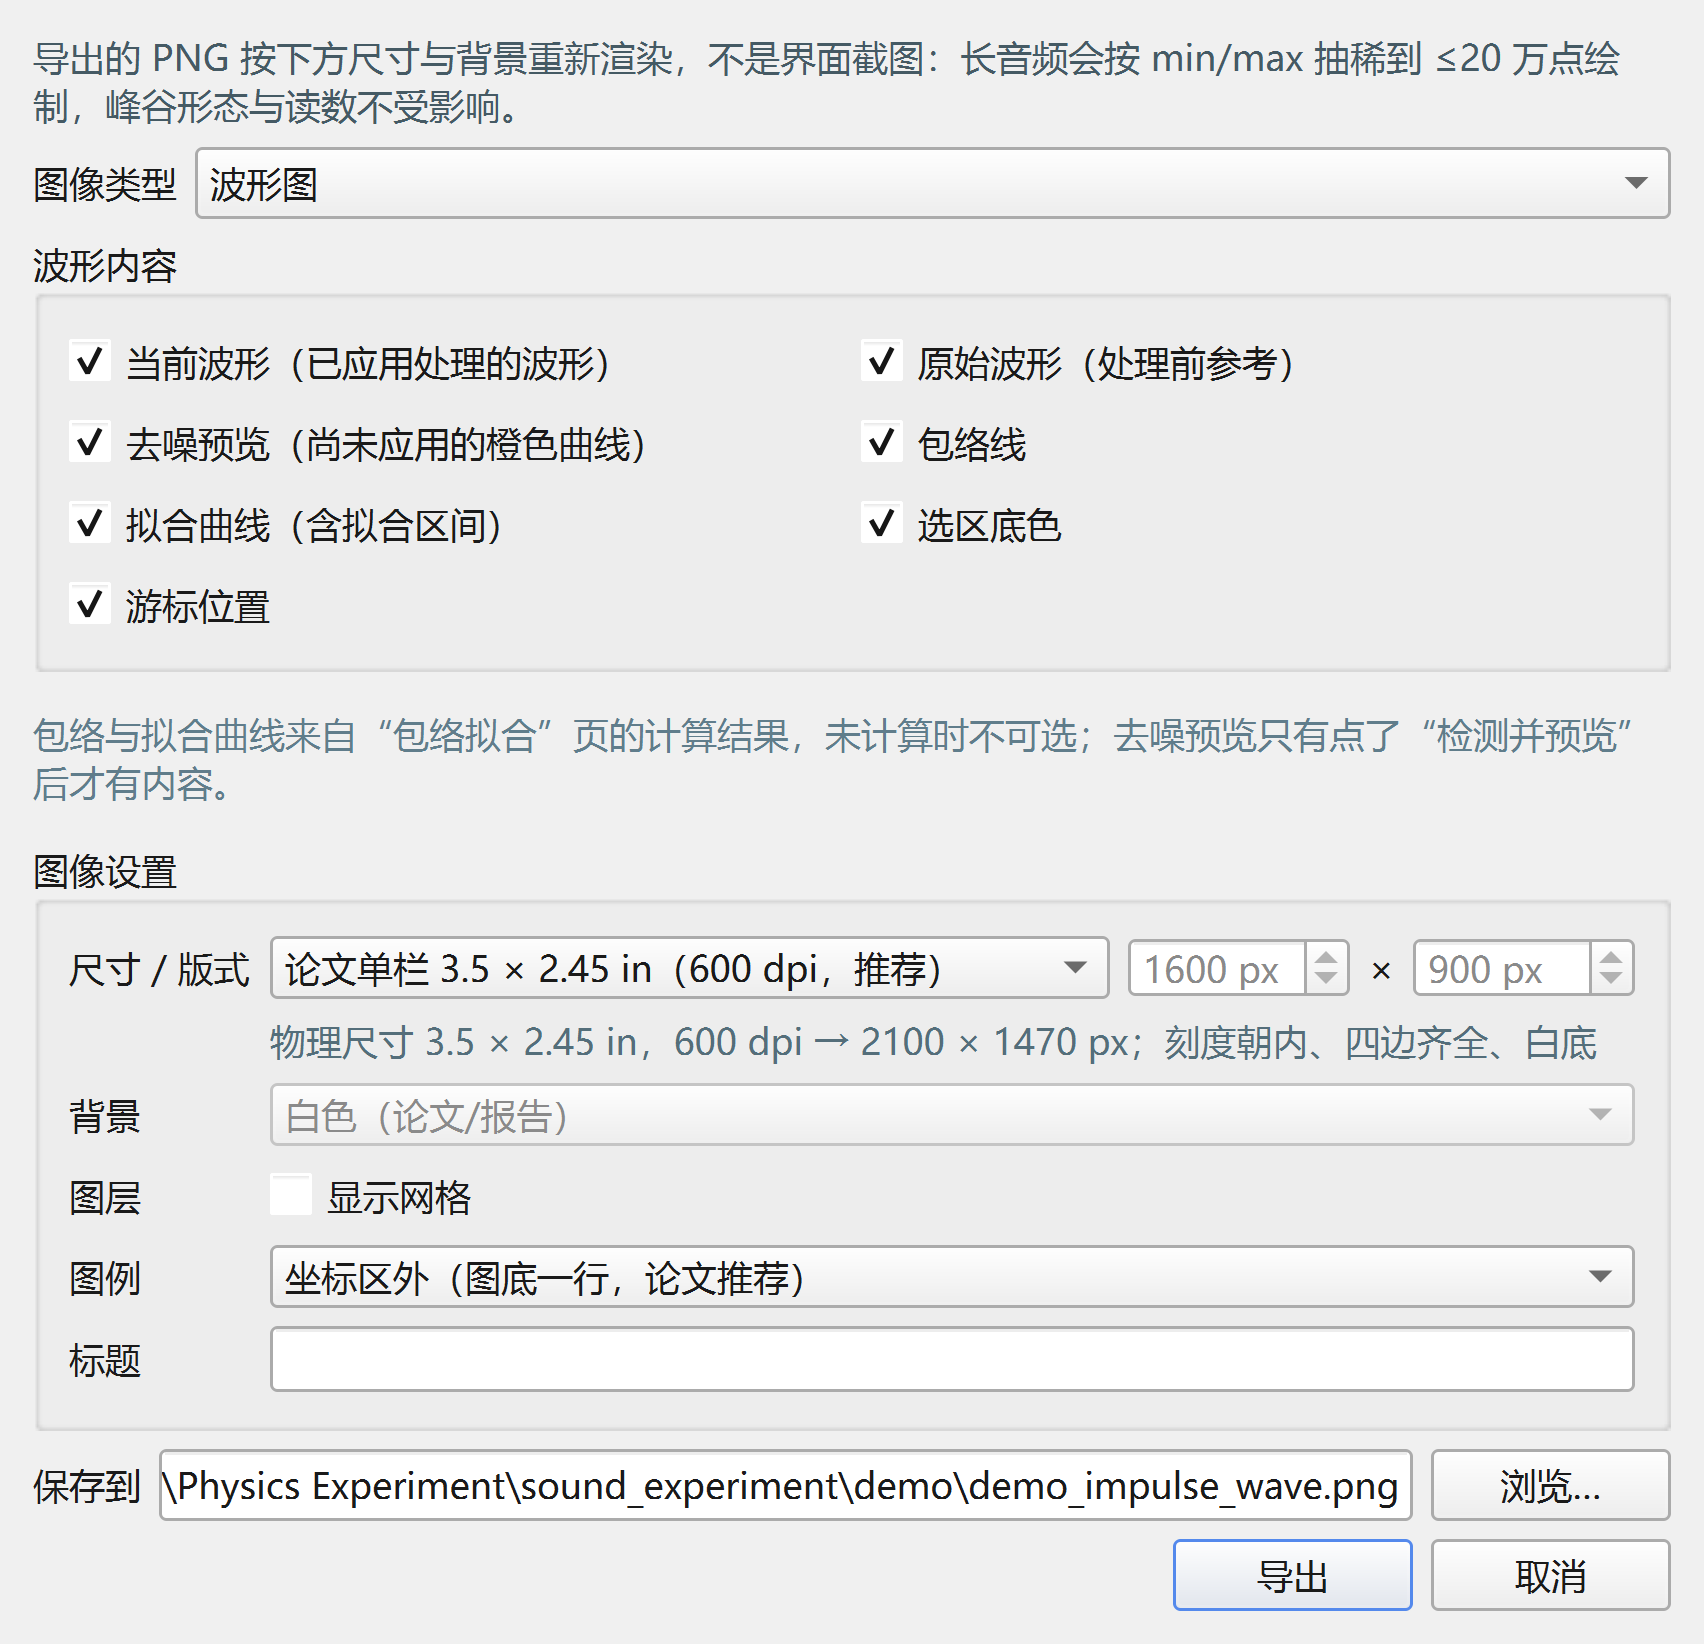 导出的 PNG 按下方尺寸与背景重新渲染，不是界面截图：长音频会按 min/max 抽稀到 ≤20 万点绘
制，峰谷形态与读数不受影响。
图像类型 波形图
波形内容
当前波形（已应用处理的波形） 原始波形（处理前参考）
去噪预览（尚未应用的橙色曲线） 包络线
拟合曲线（含拟合区间） 选区底色
游标位置
包络与拟合曲线来自“包络拟合”页的计算结果，未计算时不可选；去噪预览只有点了“检测并预览”
后才有内容。
图像设置
尺寸 / 版式 论文单栏 3.5 × 2.45 in（600 dpi，推荐） 1600 px × 900 px
物理尺寸 3.5 × 2.45 in，600 dpi → 2100 × 1470 px；刻度朝内、四边齐全、白底
背景 白色（论文/报告）
图层 显示网格
图例 坐标区外（图底一行，论文推荐）
标题
保存到 \Physics Experiment\sound_experiment\demo\demo_impulse_wave.png 浏览...
导出 取消